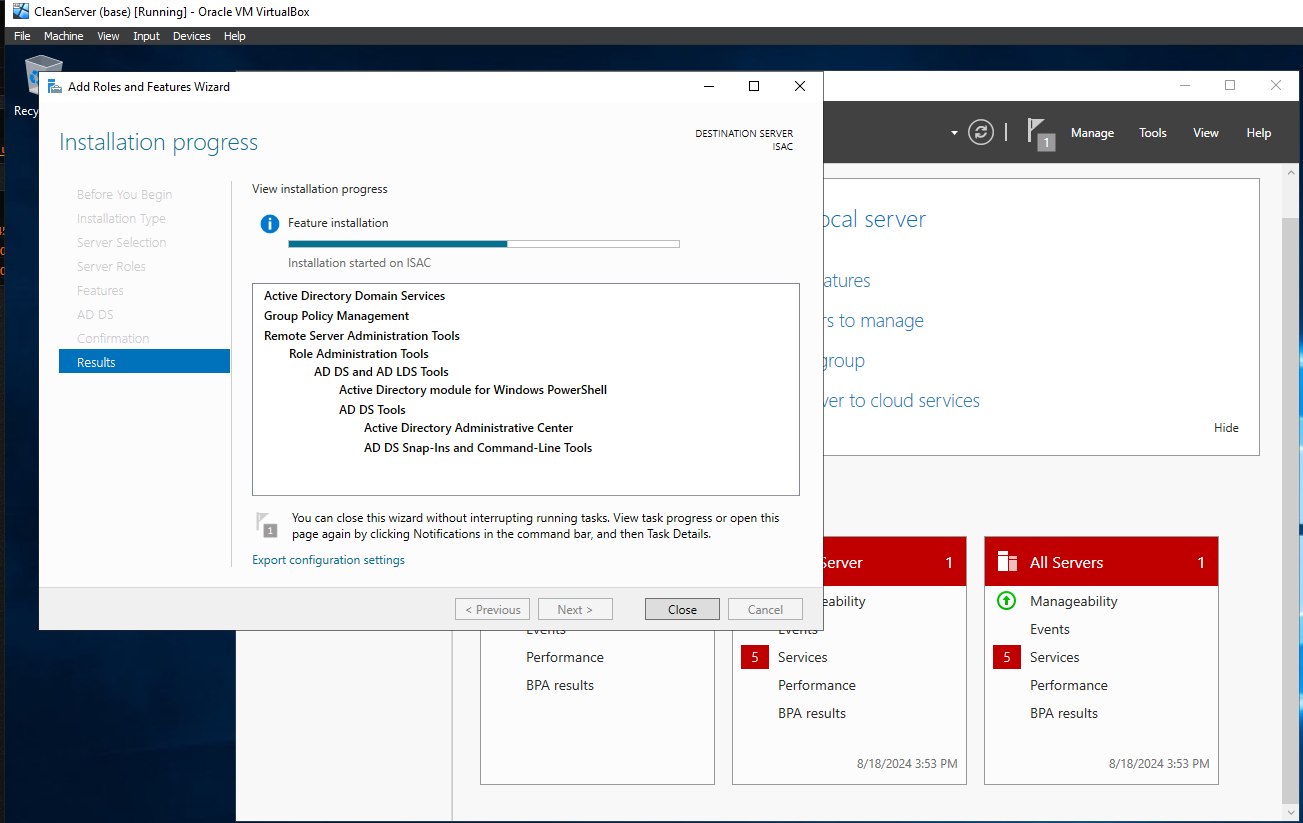 CleanServer (base) [Running] - Oracle VM VirtualBox
File Machine View Input Devices Help
Recy
Add Roles and Features Wizard
Installation progress
DESTINATION SERVER
ISAC
Before You Begin
Installation Type
Server Selection
Server Roles
Features
AD DS
Confirmation
Results
View installation progress
Feature installation
Installation started on ISAC
Active Directory Domain Services
Group Policy Management
Remote Server Administration Tools
Role Administration Tools
AD DS and AD LDS Tools
Active Directory module for Windows PowerShell
AD DS Tools
Active Directory Administrative Center
AD DS Snap-Ins and Command-Line Tools
1
You can close this wizard without interrupting running tasks. View task progress or open this
page again by clicking Notifications in the command bar, and then Task Details.
Export configuration settings
< Previous Next > Close Cancel
1 Manage Tools View Help
ocal server
atures
rs to manage
group
ver to cloud services
Hide
Events
Performance
BPA results
Server 1
eability
Events
5 Services
Performance
BPA results
8/18/2024 3:53 PM
All Servers 1
Manageability
Events
5 Services
Performance
BPA results
8/18/2024 3:53 PM